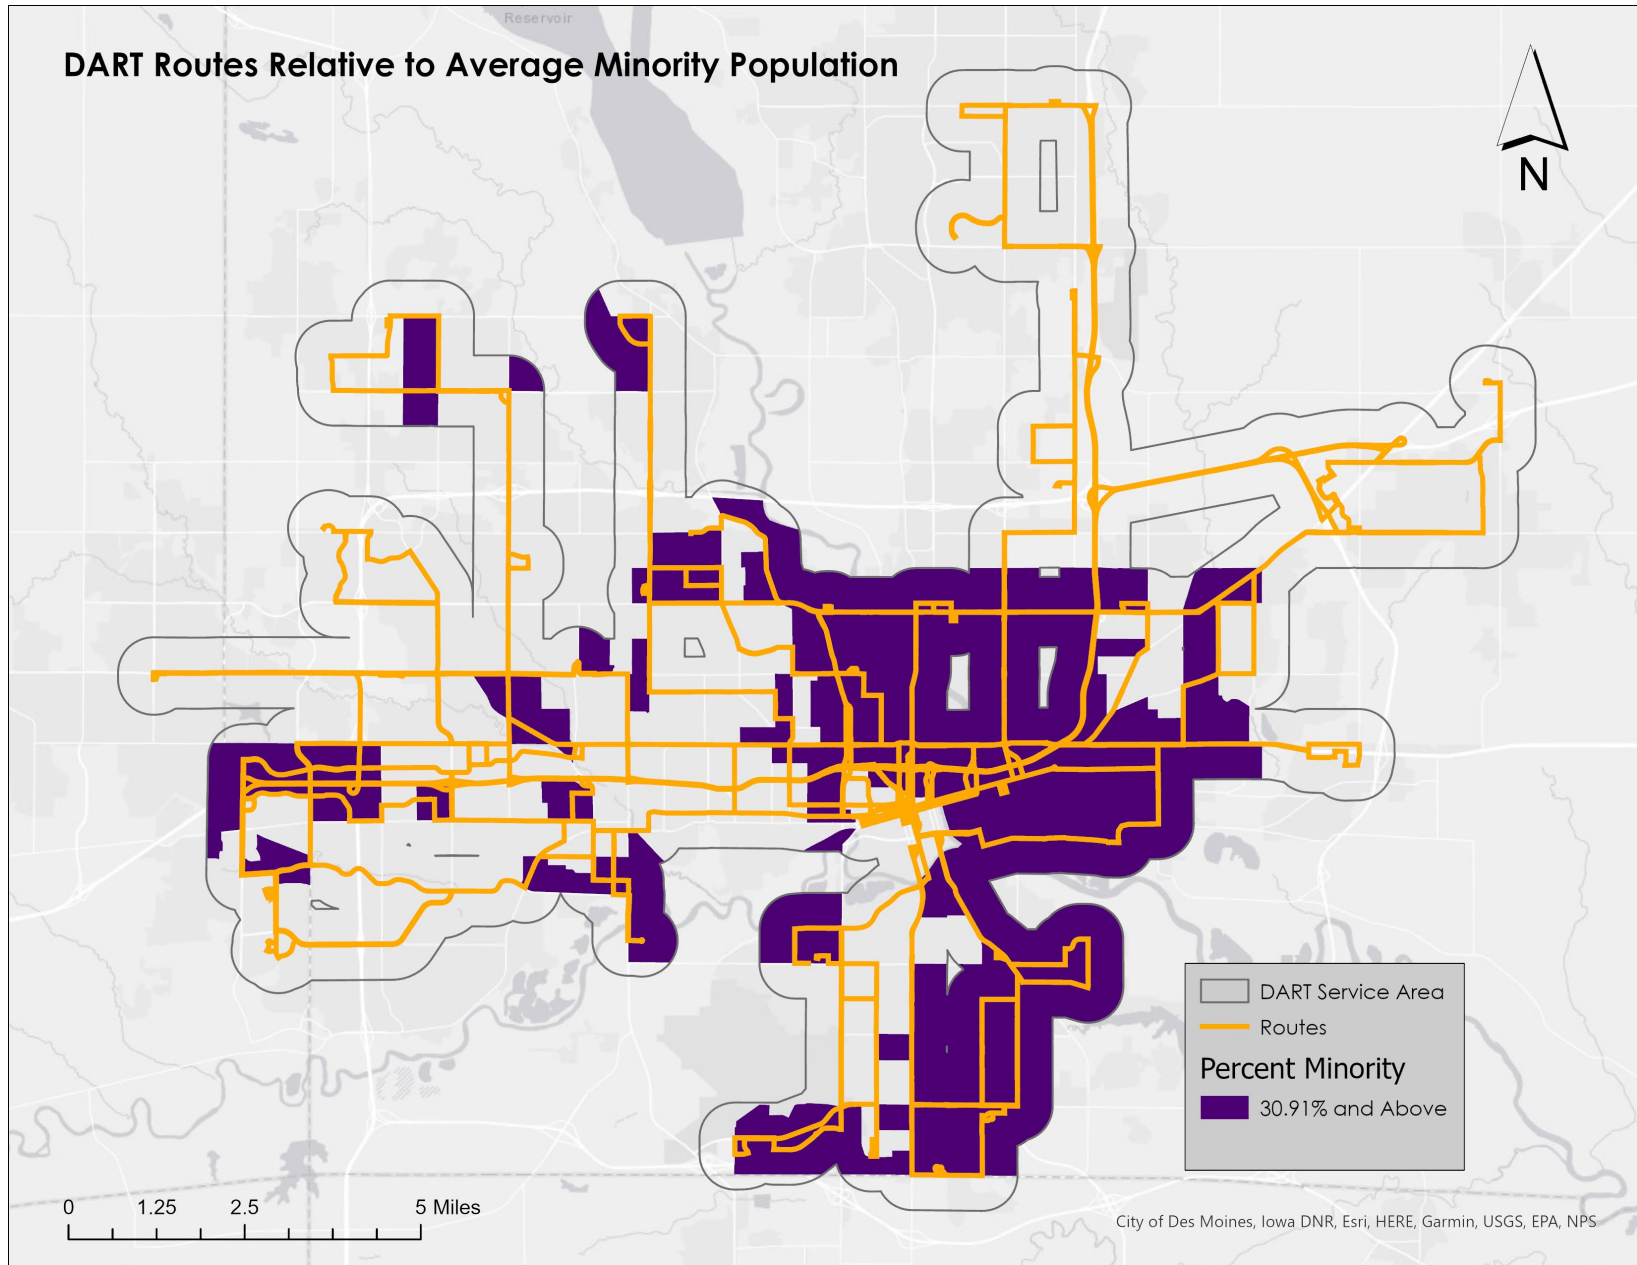 Reservoir
DART Routes Relative to Average Minority Population
N
DART Service Area
Routes
Percent Minority
30.91% and Above
0 1.25 2.5 5 Miles
City of Des Moines, Iowa DNR, Esri, HERE, Garmin, USGS, EPA, NPS